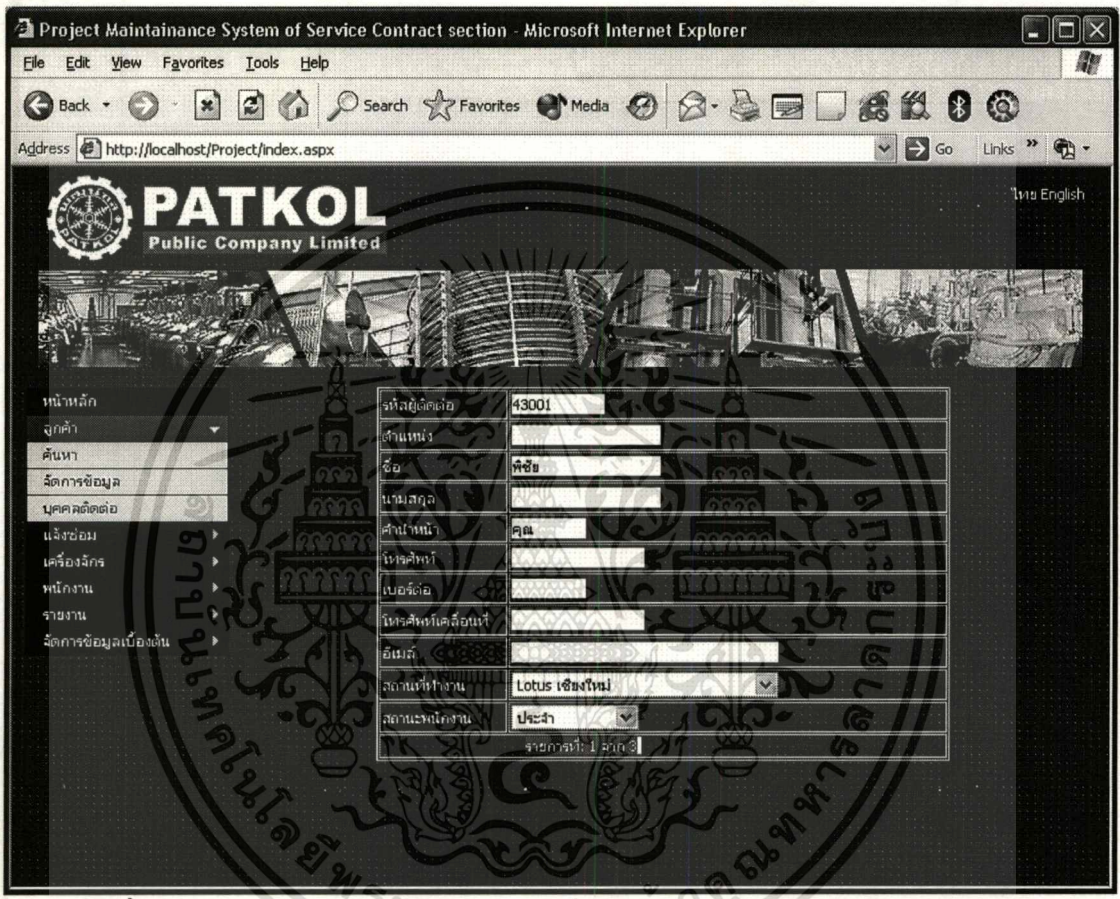 Project Maintainance System of Service Contract section - Microsoft Internet Explorer
File Edit View Favorites Tools Help
Back Search Favorites Media
Address http://localhost/Project/index.aspx Go Links »
PATKOL
Public Company Limited
ไทย English
PATKOL
หน้าหลัก
ลูกค้า
ค้นหา
จัดการข้อมูล
บุคคลติดต่อ
แจ้งซ่อม
เครื่องจักร
พนักงาน
รายงาน
จัดการข้อมูลเบื้องต้น
รหัสผู้ติดต่อ 43001
ตำแหน่ง
ชื่อ พิชัย
นามสกุล
คำนำหน้า คุณ
โทรศัพท์
เบอร์ต่อ
โทรศัพท์เคลื่อนที่
อีเมล์
สถานที่ทำงาน Lotus เชียงใหม่
สถานะพนักงาน ประจำ
รายการที่: 1 จาก 3